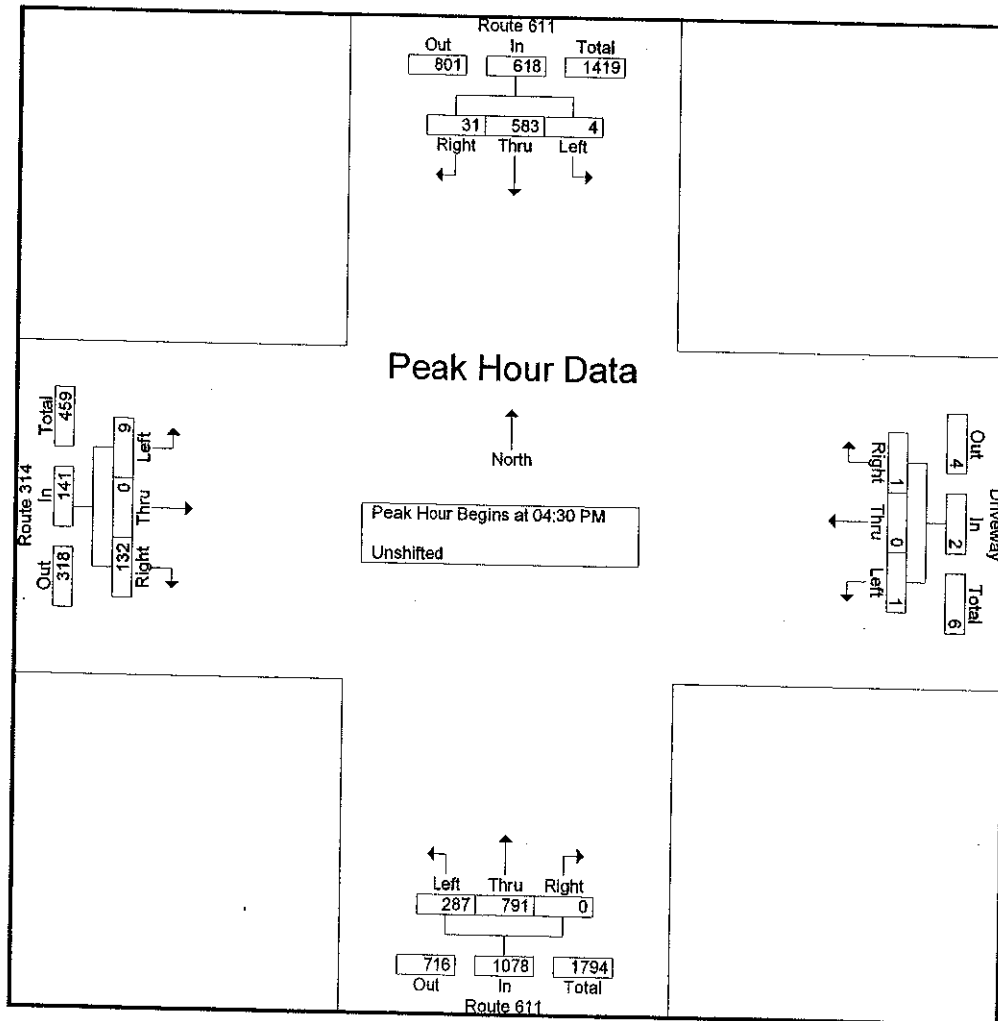 Route 611
Out In Total
801 618 1419
31 583 4
Right Thru Left
Peak Hour Data
North
Peak Hour Begins at 04:30 PM
Unshifted
Route 314
Total In Out
459 141 318
9 0 132
Left Thru Right
Driveway
Out In Total
4 2 6
1 0 1
Right Thru Left
Left Thru Right
287 791 0
716 1078 1794
Out In Total
Route 611